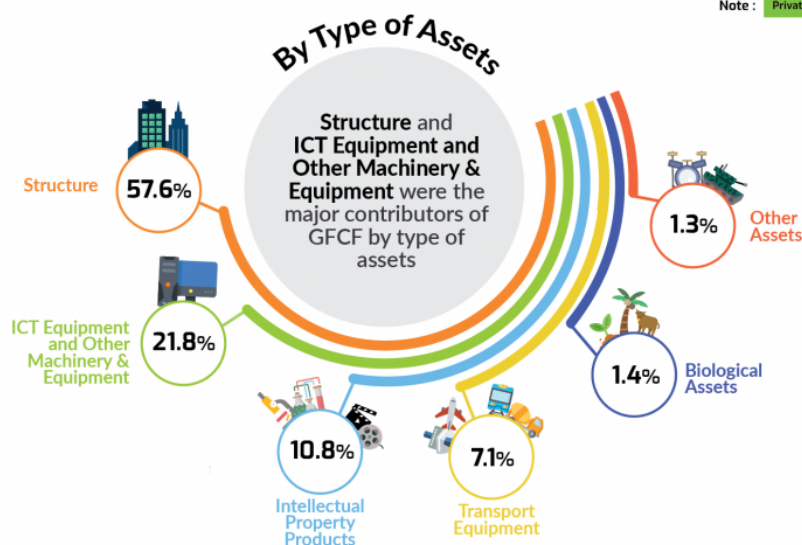 Note :
By Type of Assets
Structure and
ICT Equipment and
Other Machinery &
Equipment were the
major contributors of
GFCF by type of
assets
Structure
57.6%
ICT Equipment
and Other
Machinery &
Equipment
21.8%
10.8%
Intellectual
Property
Products
7.1%
Transport
Equipment
1.4%
Biological
Assets
1.3%
Other
Assets